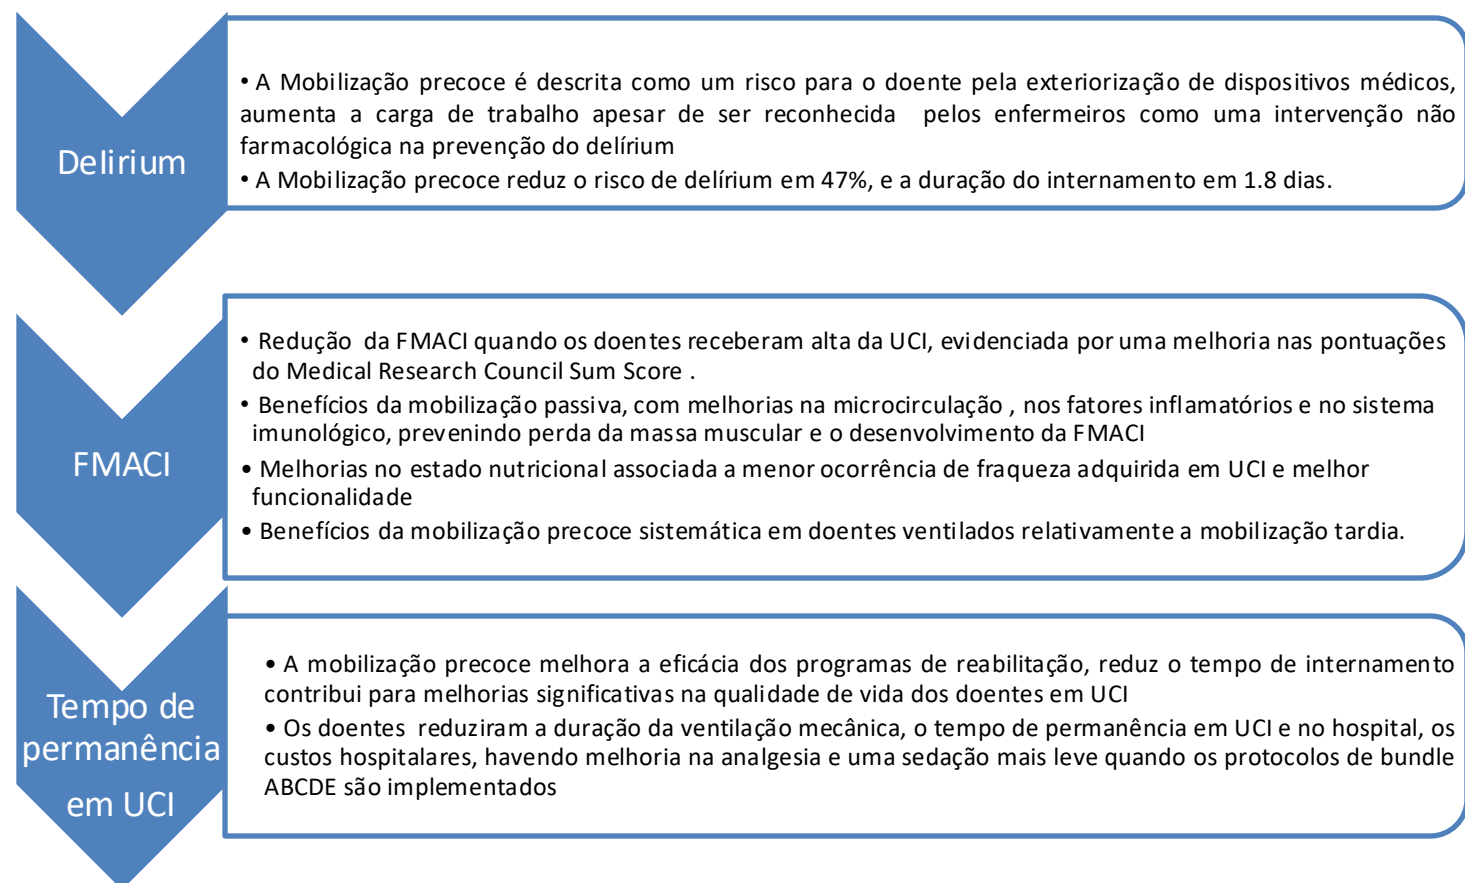 Delirium
• A Mobilização precoce é descrita como um risco para o doente pela exteriorização de dispositivos médicos,
aumenta a carga de trabalho apesar de ser reconhecida pelos enfermeiros como uma intervenção não
farmacológica na prevenção do delírium
• A Mobilização precoce reduz o risco de delírium em 47%, e a duração do internamento em 1.8 dias.
FMACI
• Redução da FMACI quando os doentes receberam alta da UCI, evidenciada por uma melhoria nas pontuações
do Medical Research Council Sum Score .
• Benefícios da mobilização passiva, com melhorias na microcirculação , nos fatores inflamatórios e no sistema
imunológico, prevenindo perda da massa muscular e o desenvolvimento da FMACI
• Melhorias no estado nutricional associada a menor ocorrência de fraqueza adquirida em UCI e melhor
funcionalidade
• Benefícios da mobilização precoce sistemática em doentes ventilados relativamente a mobilização tardia.
Tempo de
permanência
em UCI
• A mobilização precoce melhora a eficácia dos programas de reabilitação, reduz o tempo de internamento
contribui para melhorias significativas na qualidade de vida dos doentes em UCI
• Os doentes reduziram a duração da ventilação mecânica, o tempo de permanência em UCI e no hospital, os
custos hospitalares, havendo melhoria na analgesia e uma sedação mais leve quando os protocolos de bundle
ABCDE são implementados